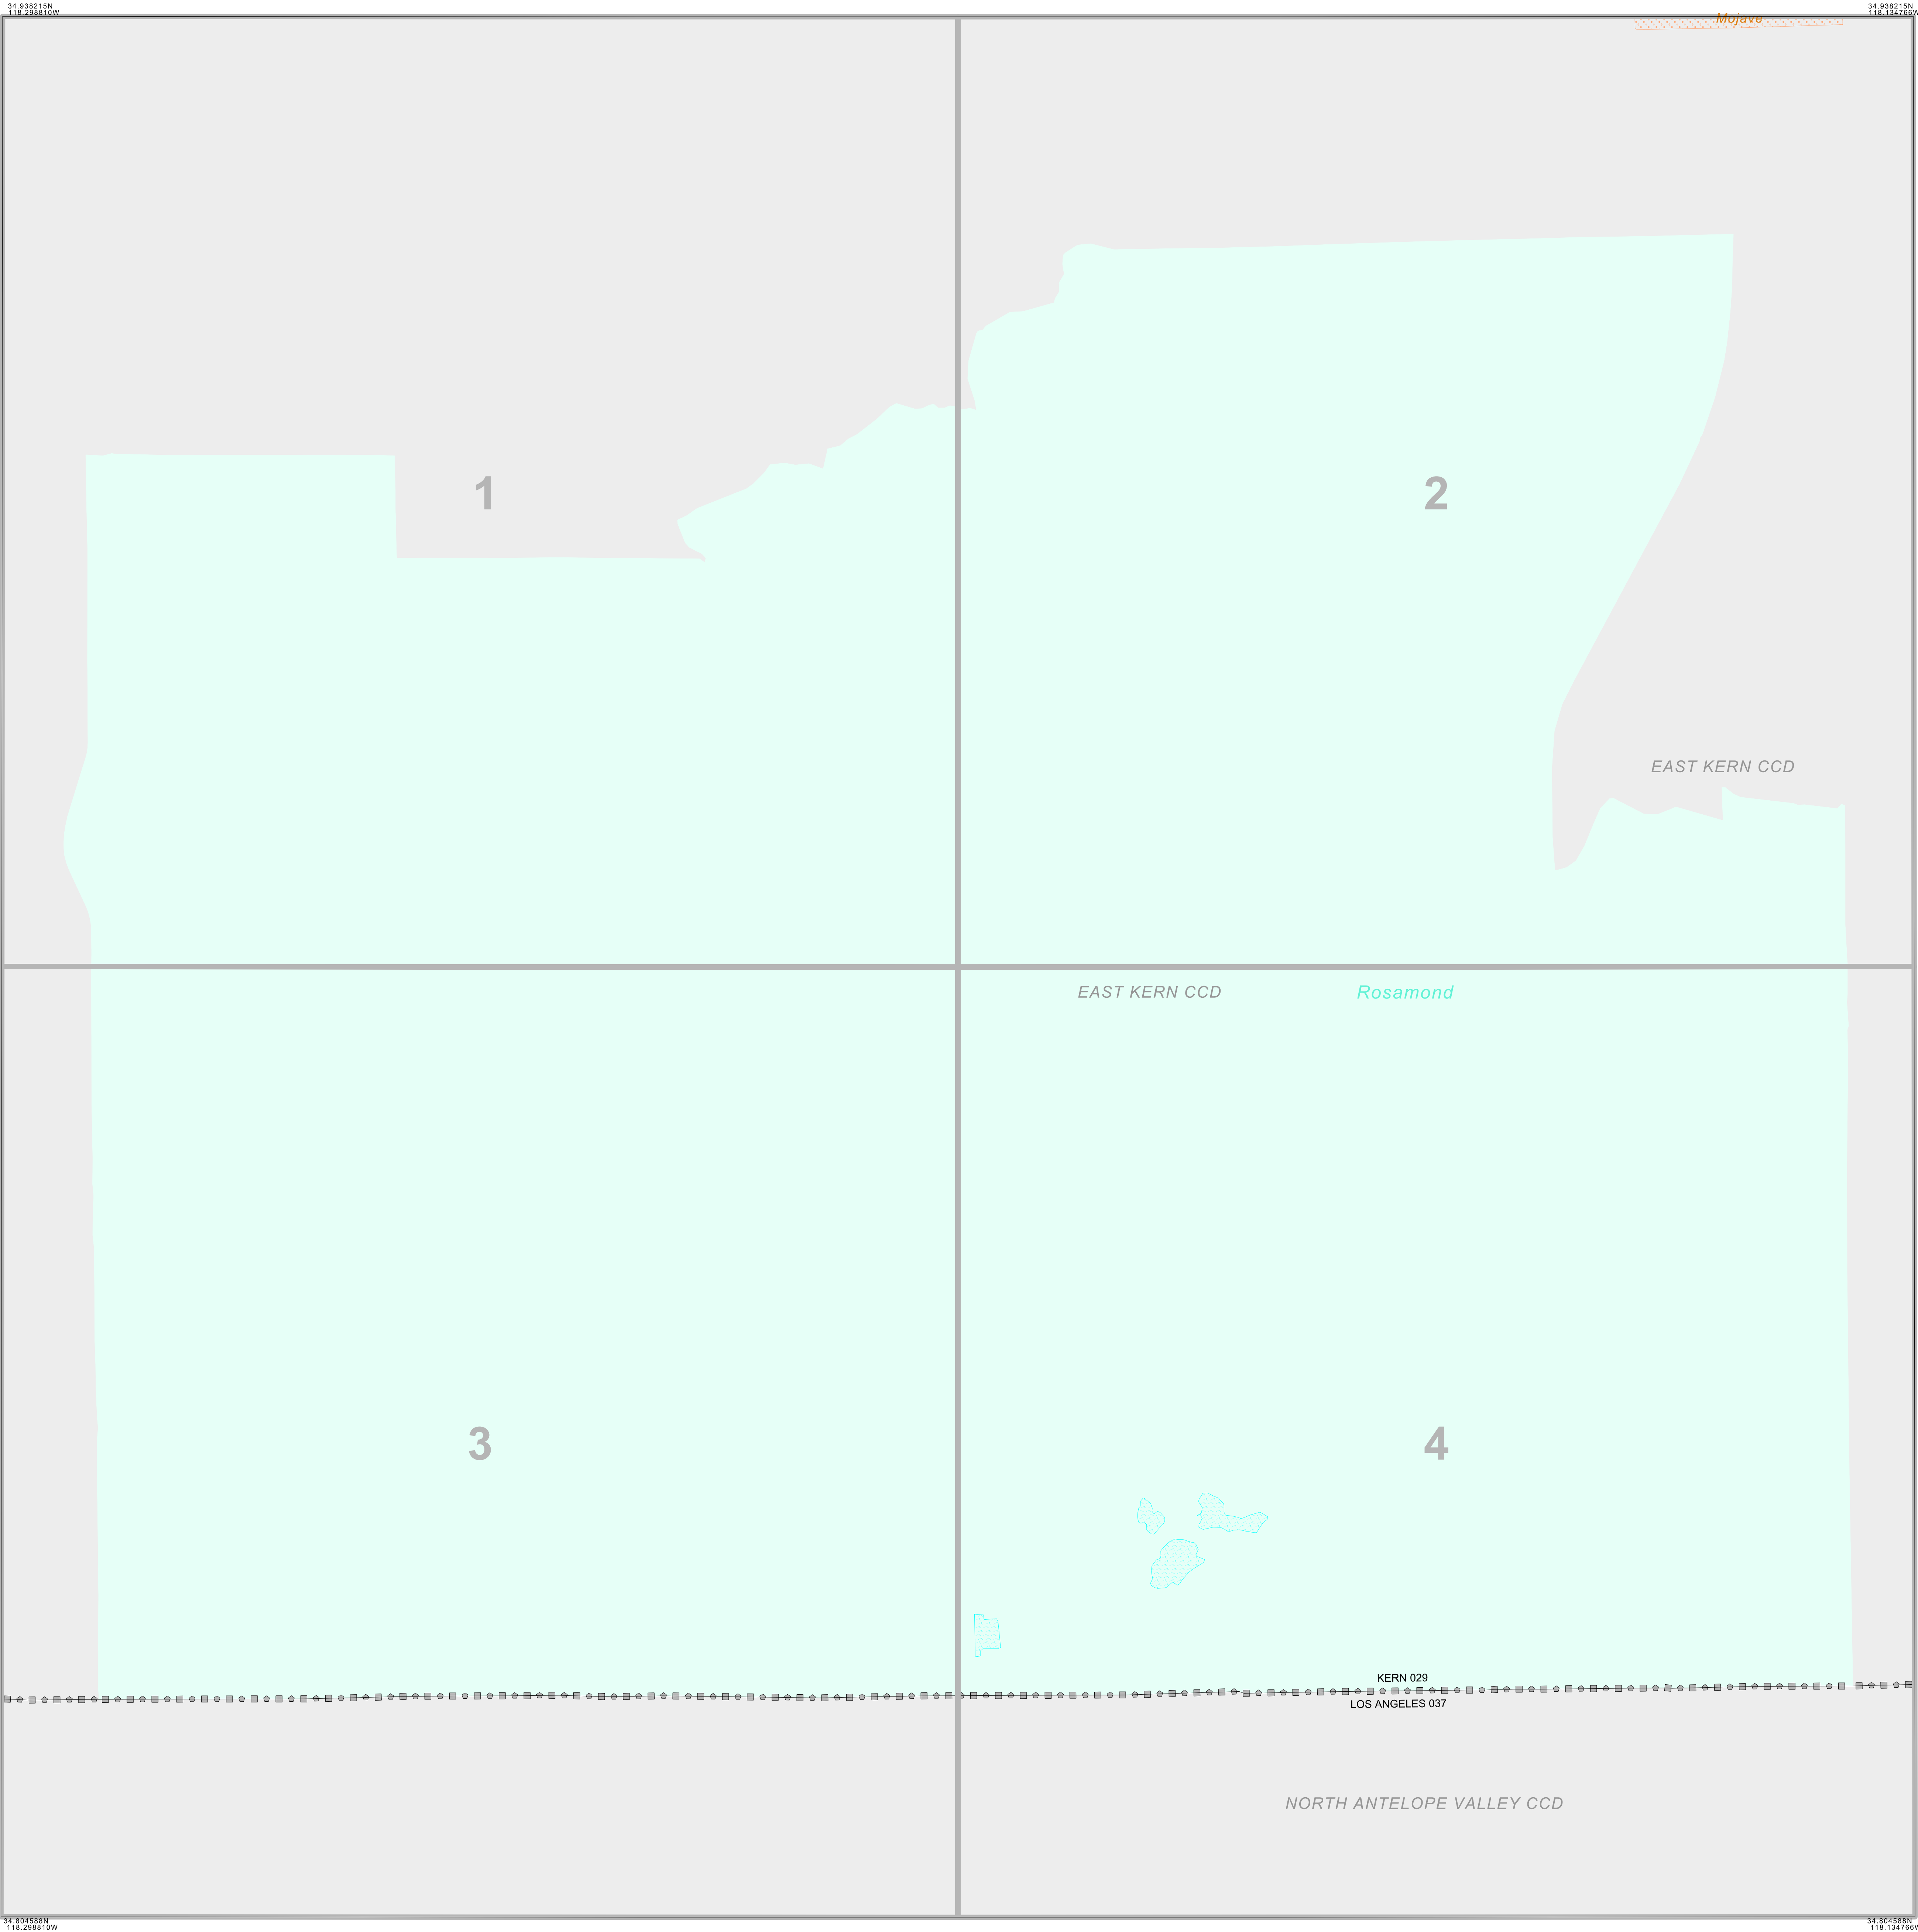 34.938215N
118.298810W
34.938215N
118.134766W
Mojave
1
2
EAST KERN CCD
EAST KERN CCD
Rosamond
3
4
KERN 029
LOS ANGELES 037
NORTH ANTELOPE VALLEY CCD
34.804588N
118.298810W
34.804588N
118.134766W